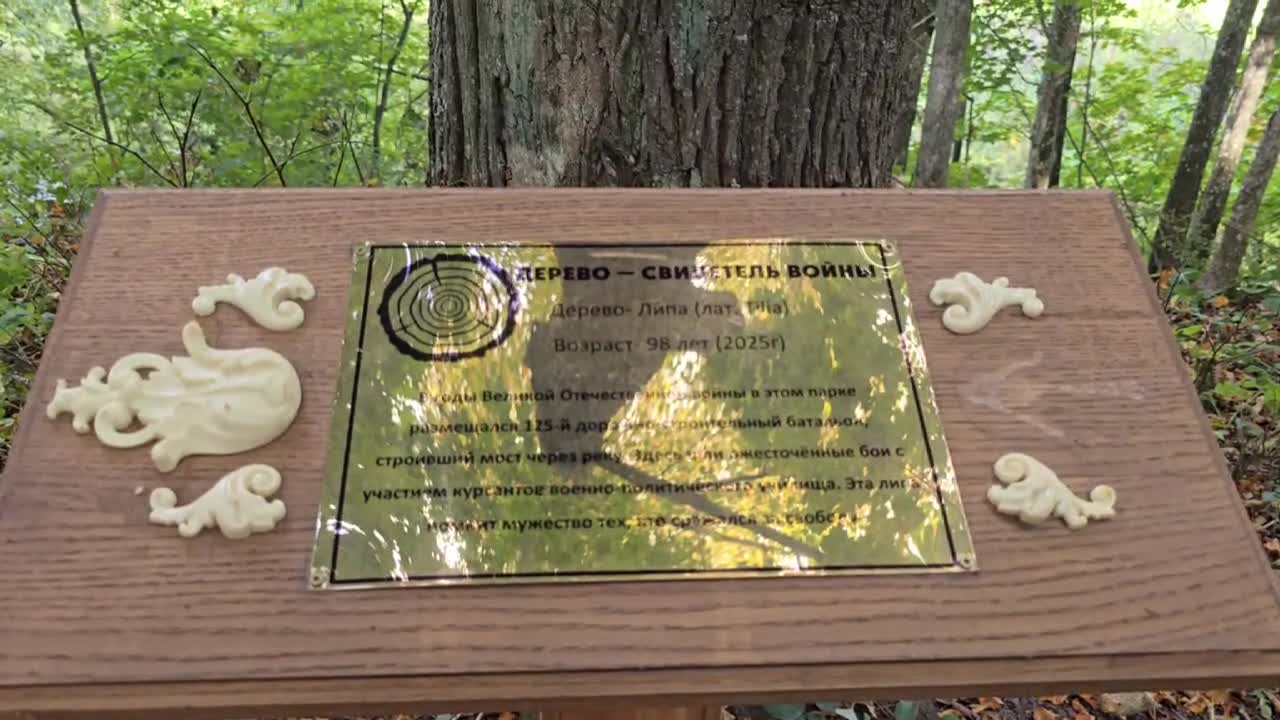 ДЕРЕВО — СВИДЕТЕЛЬ ВОЙНЫ
Дерево- Липа (лат. Tilia)
Возраст- 98 лет (2025г)
В годы Великой Отечественной войны в этом парке
размещался 125-й дорожно-строительный батальон,
строивший мост через реку. Здесь шли ожесточённые бои с
участием курсантов военно-политического училища. Эта липа
помнит мужество тех, кто сражался за свободу